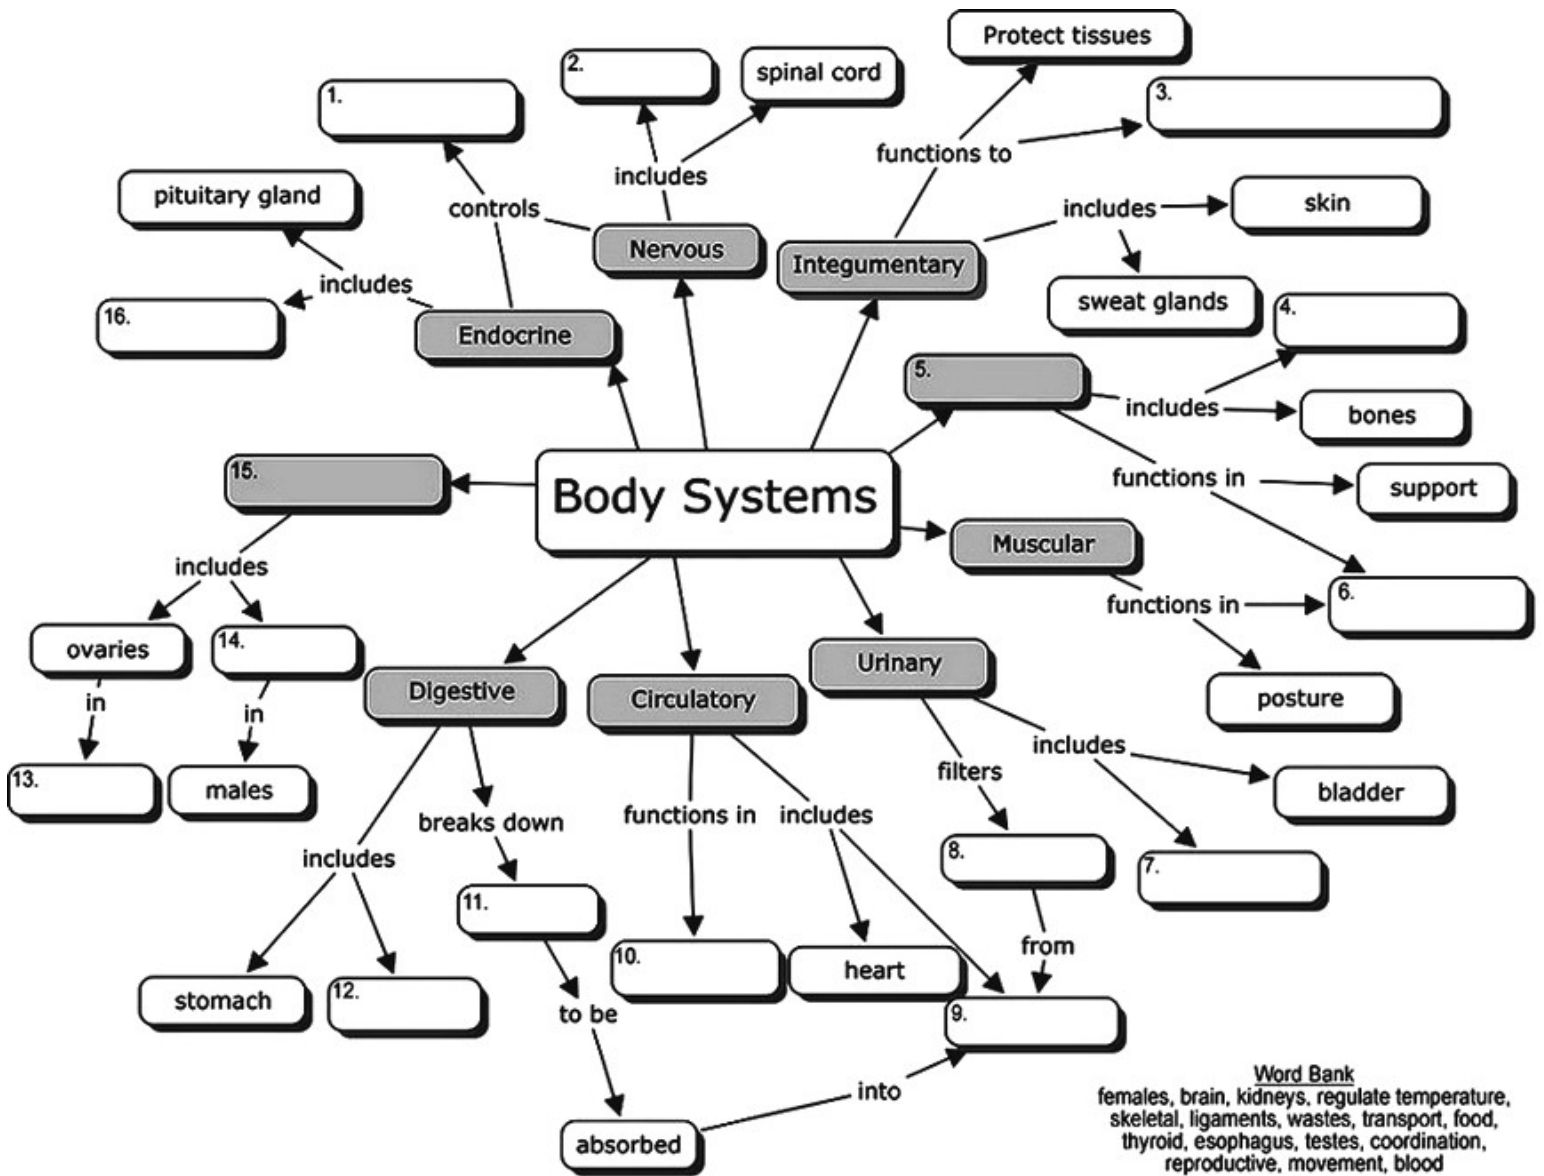 Protect tissues
2.
spinal cord
1.
3.
functions to
includes
pituitary gland
controls
includes
skin
Nervous
Integumentary
includes
sweat glands
16.
Endocrine
4.
5.
includes
bones
15.
Body Systems
functions in
support
Muscular
includes
functions in
6.
ovaries
14.
Urinary
Digestive
Circulatory
posture
in
in
includes
filters
13.
males
bladder
breaks down
functions in
includes
includes
8.
7.
11.
from
10.
heart
stomach
12.
to be
9.
into
absorbed
Word Bank
females, brain, kidneys, regulate temperature,
skeletal, ligaments, wastes, transport, food,
thyroid, esophagus, testes, coordination,
reproductive, movement, blood